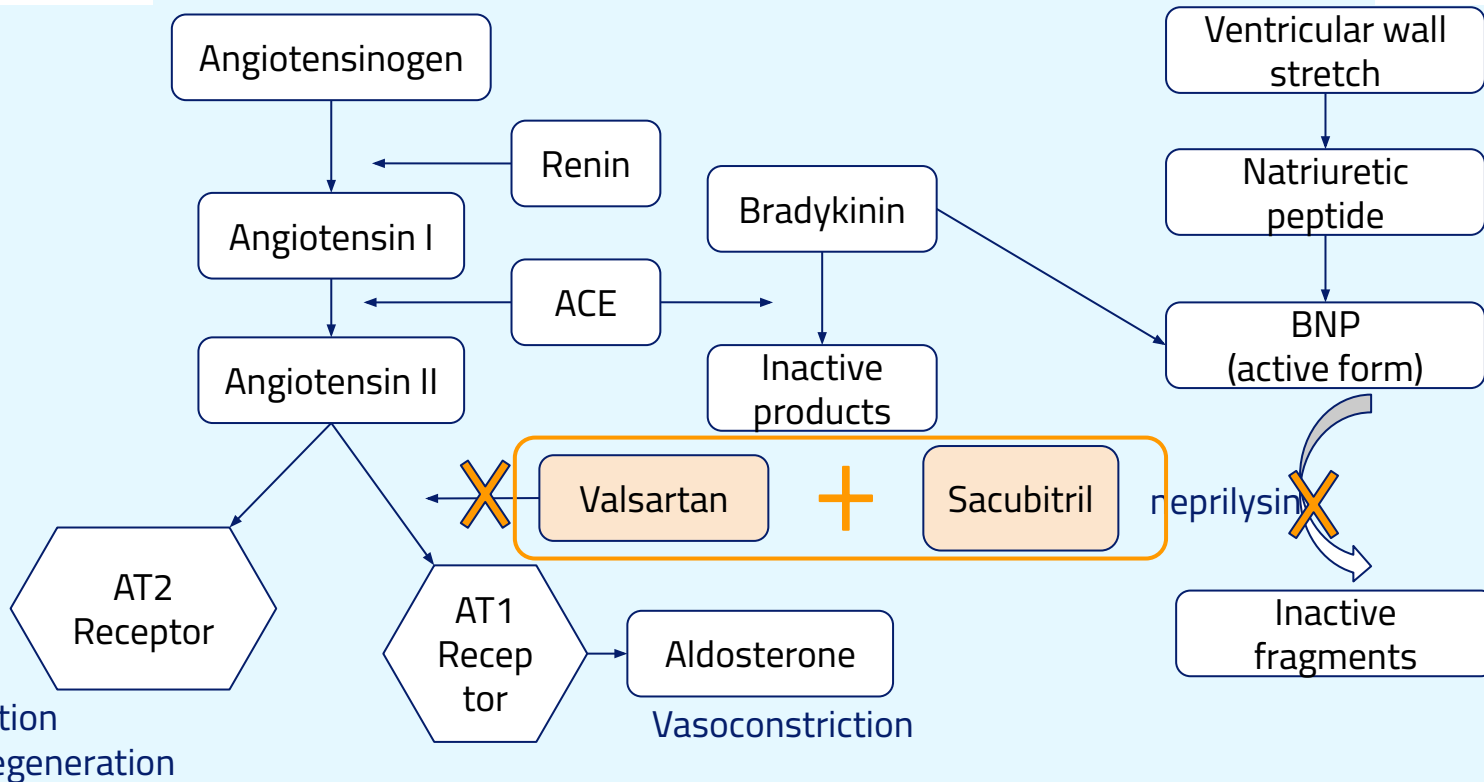 Angiotensinogen
Renin
Angiotensin I
ACE
Angiotensin II
Bradykinin
Inactive
products
Ventricular wall
stretch
Natriuretic
peptide
BNP
(active form)
Valsartan
+
Sacubitril
neprilysin
Inactive
fragments
AT2
Receptor
AT1
Recep
tor
Aldosterone
Vasoconstriction
tion
egeneration